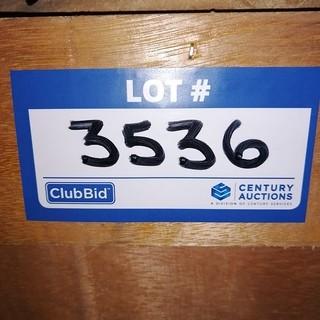 LOT #
3536
ClubBid
CENTURY
AUCTIONS
A DIVISION OF CENTURY SERVICES